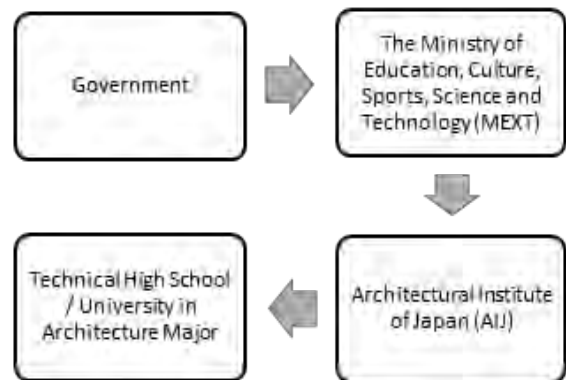 Government
The Ministry of
Education, Culture,
Sports, Science and
Technology (MEXT)
Architectural Institute
of Japan (AIJ)
Technical High School
/ University in
Architecture Major